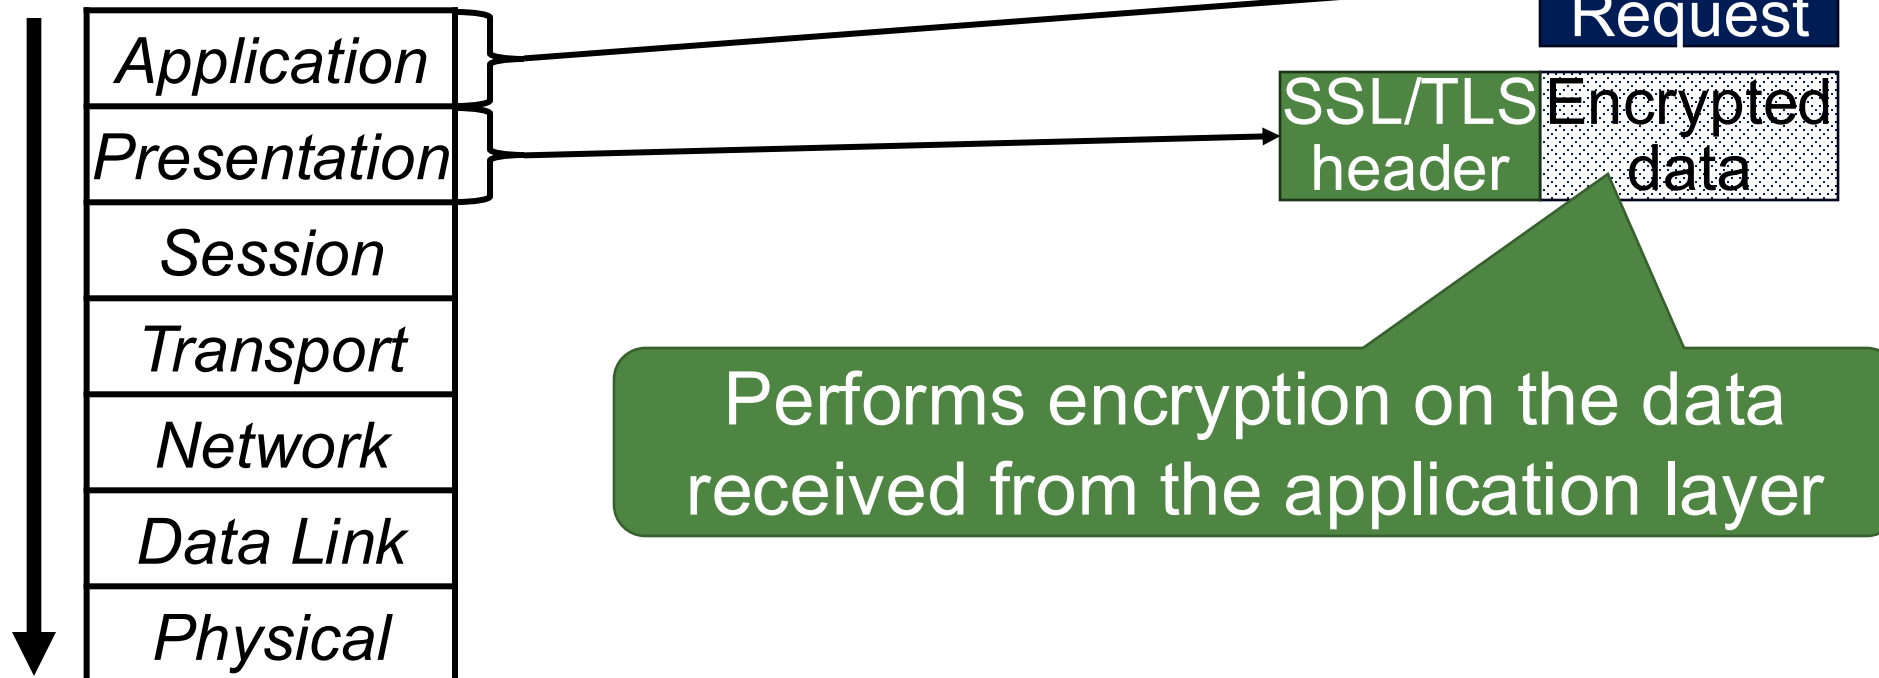 Request
Application
SSL/TLS Encrypted
header data
Presentation
Session
Transport
Performs encryption on the data
Network
received from the application layer
Data Link
Physical